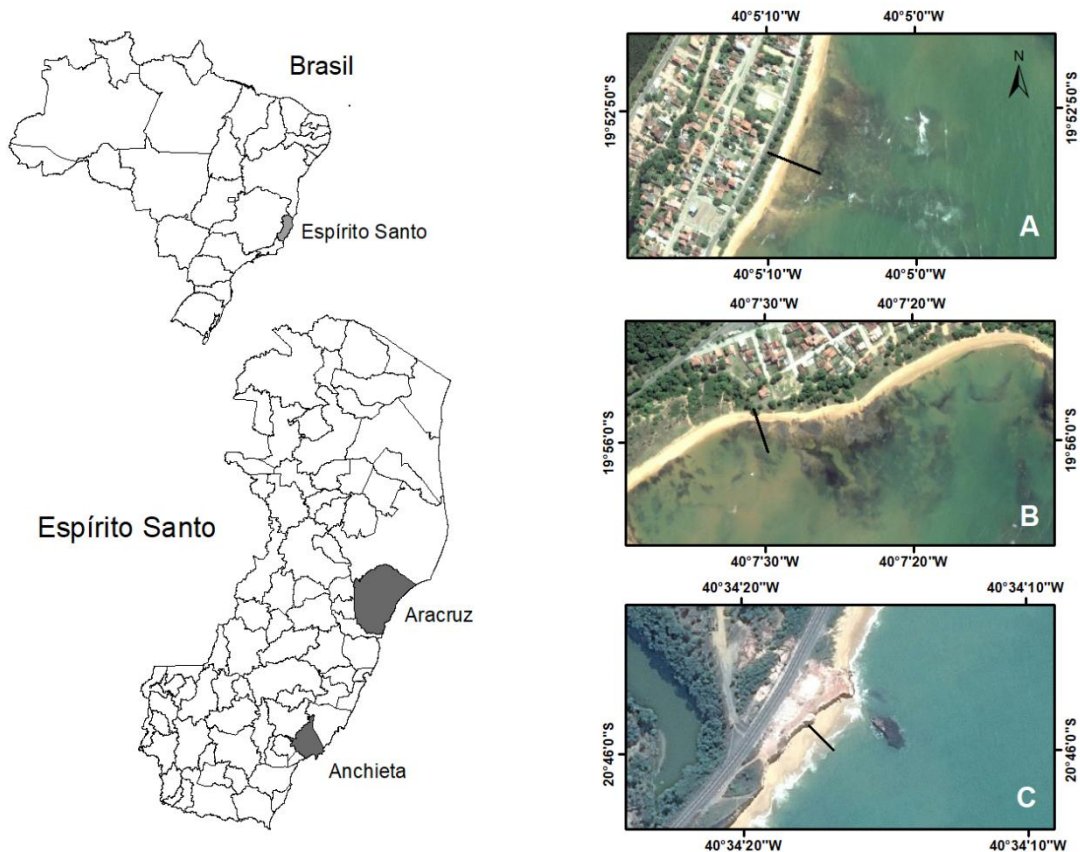 Brasil
Espírito Santo
Espírito Santo
Aracruz
Anchieta
40°5'10"W 40°5'0"W
N
19°52'50"S 19°52'50"S
A
40°5'10"W 40°5'0"W
40°7'30"W 40°7'20"W
19°56'0"S 19°56'0"S
B
40°7'30"W 40°7'20"W
40°34'20"W 40°34'10"W
20°46'0"S 20°46'0"S
C
40°34'20"W 40°34'10"W